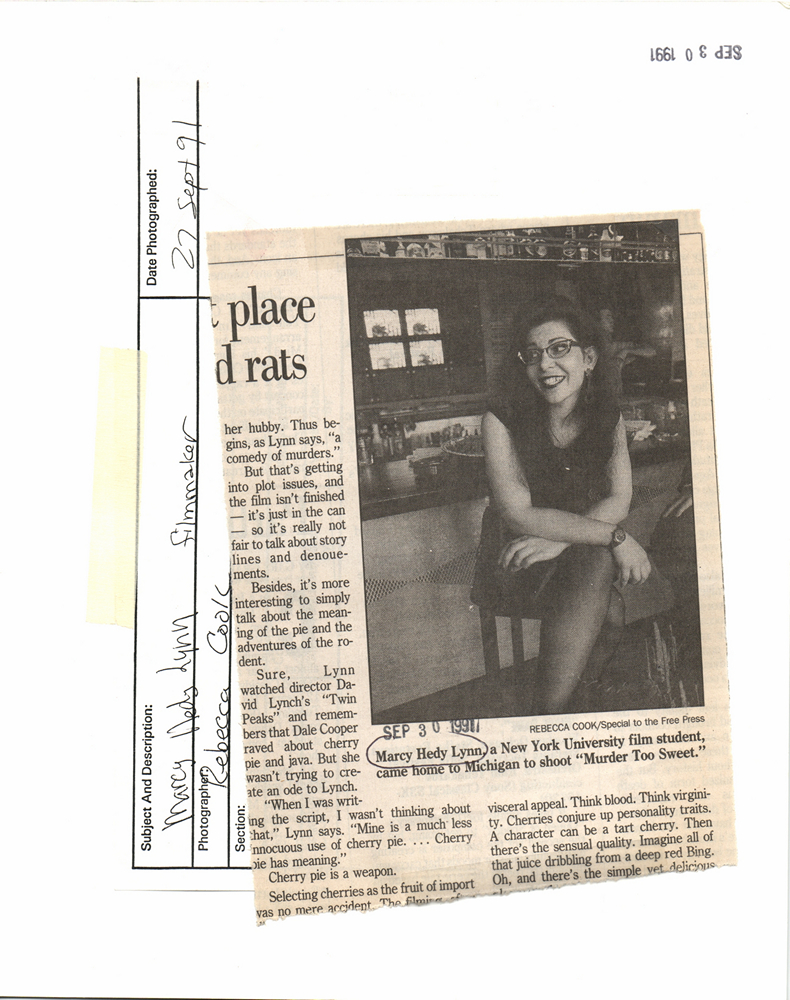 SEP 3 0 1991
Date Photographed:
27 Sept 91
Subject And Description:
Marcy Hedy Lynn filmmaker
Photographer:
Rebecca Cook
Section:
place
d rats
her hubby. Thus be-
gins, as Lynn says, “a
comedy of murders.”
But that’s getting
into plot issues, and
the film isn’t finished
— it’s just in the can
— so it’s really not
fair to talk about story
lines and denoue-
ments.
Besides, it’s more
interesting to simply
talk about the mean-
ing of the pie and the
adventures of the ro-
dent.
Sure, Lynn
watched director Da-
vid Lynch’s “Twin
Peaks” and remem-
bers that Dale Cooper
raved about cherry
pie and java. But she
wasn’t trying to cre-
ate an ode to Lynch.
“When I was writ-
ing the script, I wasn’t thinking about
that,” Lynn says. “Mine is a much less
nnocuous use of cherry pie. . . . Cherry
pie has meaning.”
Cherry pie is a weapon.
Selecting cherries as the fruit of import
was no mere accident. The filming of
SEP 3 0 1991
REBECCA COOK/Special to the Free Press
Marcy Hedy Lynn, a New York University film student,
came home to Michigan to shoot “Murder Too Sweet.”
visceral appeal. Think blood. Think virgini-
ty. Cherries conjure up personality traits.
A character can be a tart cherry. Then
there’s the sensual quality. Imagine all of
that juice dribbling from a deep red Bing.
Oh, and there’s the simple yet delicious